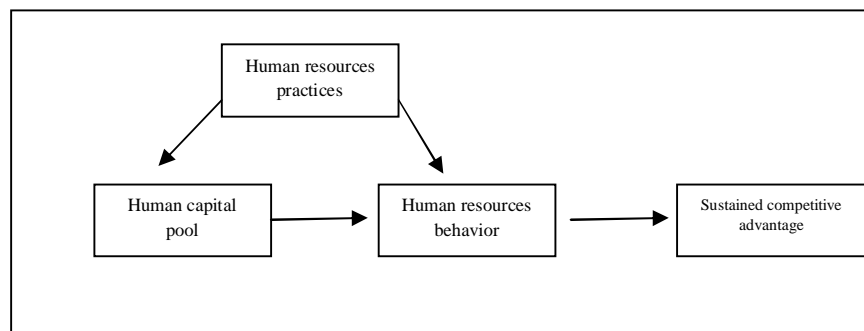 Human resources
practices
Human capital
pool
Human resources
behavior
Sustained competitive
advantage